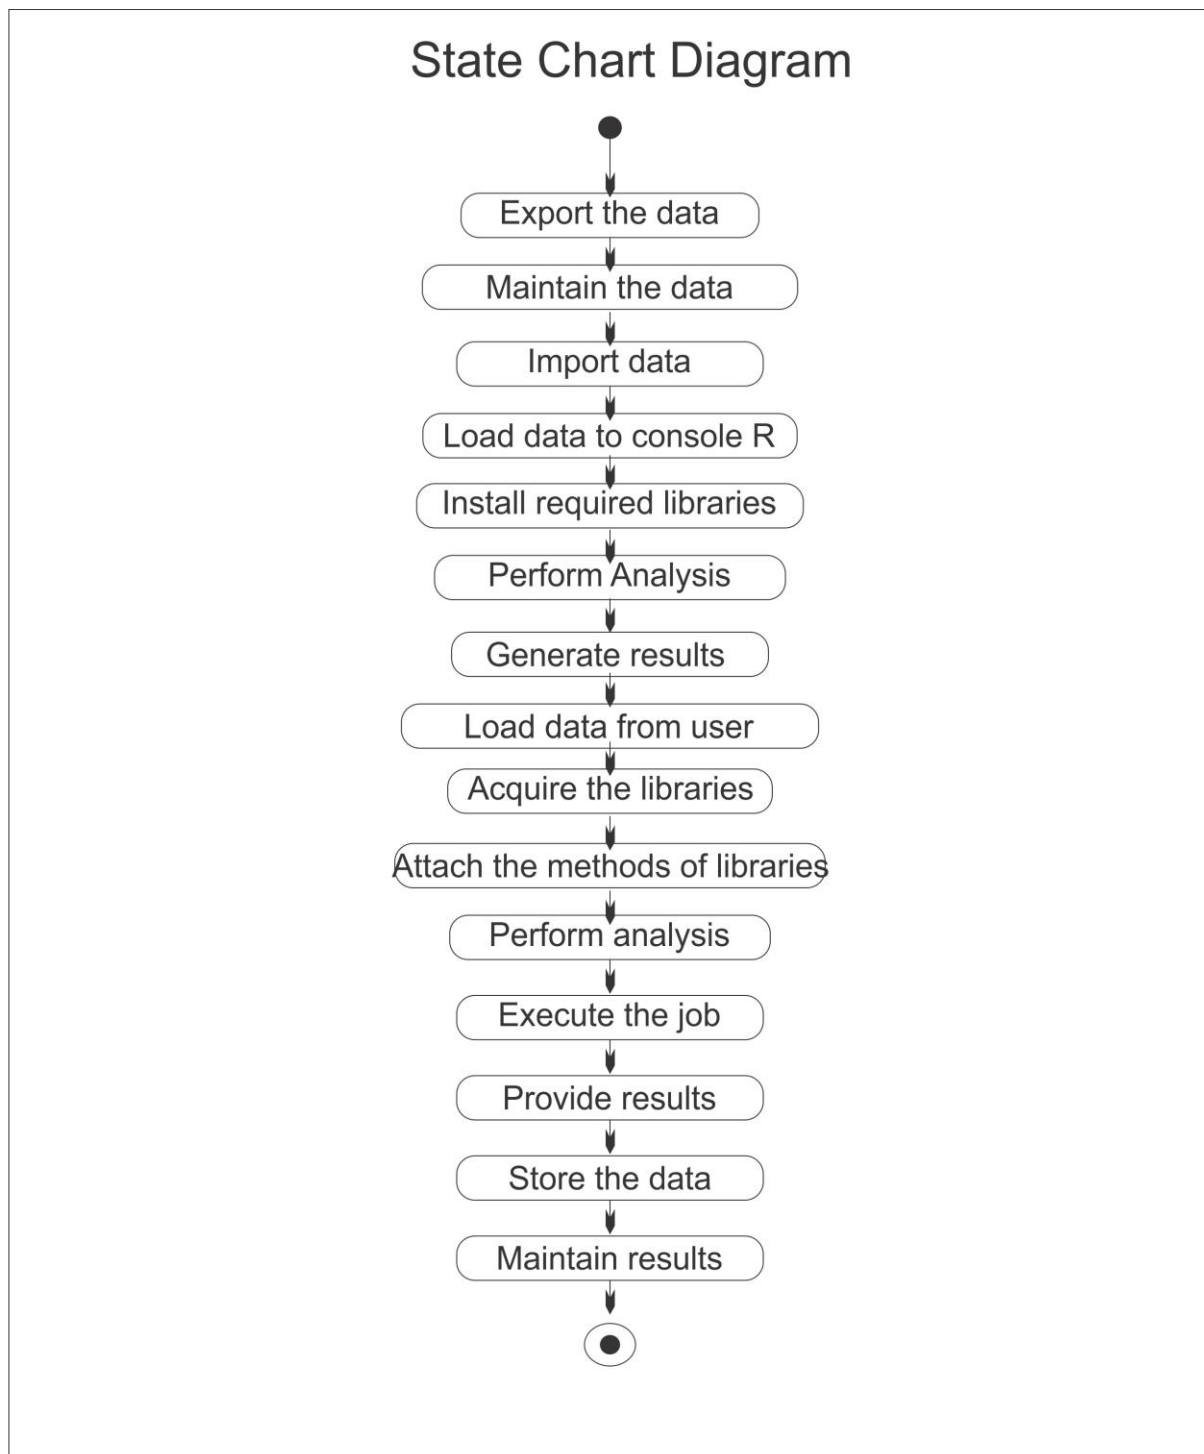 State Chart Diagram
Export the data
Maintain the data
Import data
Load data to console R
Install required libraries
Perform Analysis
Generate results
Load data from user
Acquire the libraries
Attach the methods of libraries
Perform analysis
Execute the job
Provide results
Store the data
Maintain results